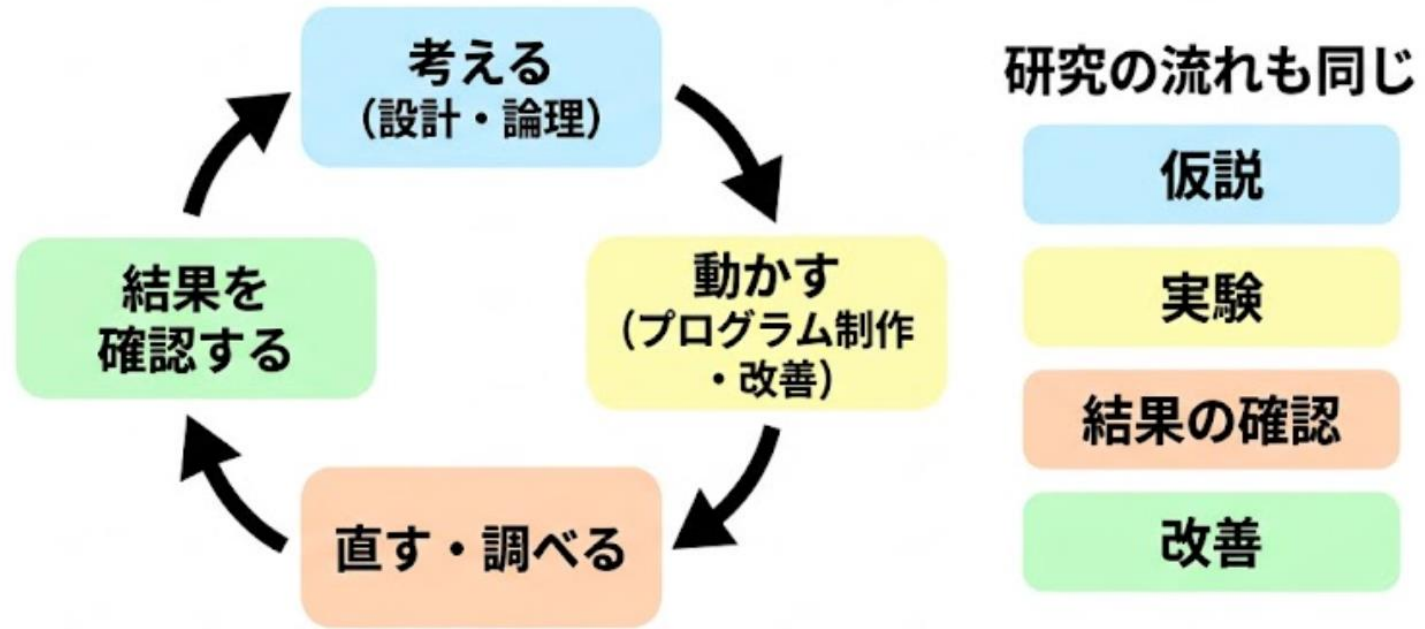 考える
（設計・論理）
動かす
（プログラム制作
・改善）
直す・調べる
結果を
確認する
研究の流れも同じ
仮説
実験
結果の確認
改善